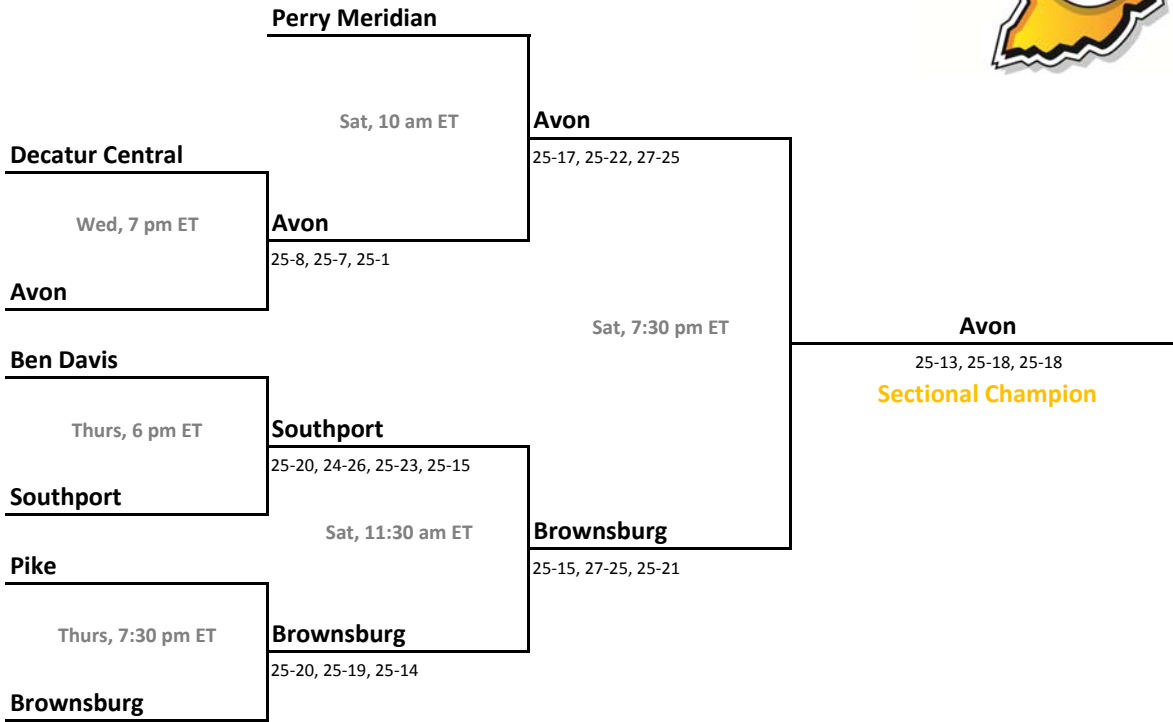 Perry Meridian
Sat, 10 am ET
Avon
Decatur Central
25-17, 25-22, 27-25
Wed, 7 pm ET
Avon
25-8, 25-7, 25-1
Avon
Sat, 7:30 pm ET
Avon
Ben Davis
25-13, 25-18, 25-18
Sectional Champion
Thurs, 6 pm ET
Southport
25-20, 24-26, 25-23, 25-15
Southport
Sat, 11:30 am ET
Brownsburg
Pike
25-15, 27-25, 25-21
Thurs, 7:30 pm ET
Brownsburg
25-20, 25-19, 25-14
Brownsburg